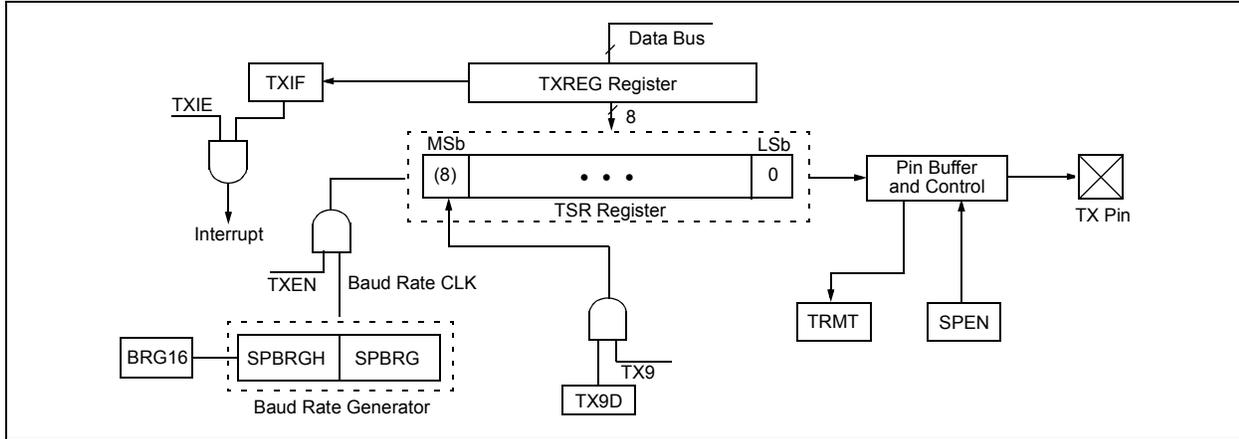 Data Bus
TXIF
TXREG Register
TXIE
8
MSb
LSb
(8)
• • •
0
TSR Register
Pin Buffer
and Control
TX Pin
Interrupt
TXEN
Baud Rate CLK
TRMT
SPEN
BRG16
SPBRGH
SPBRG
TX9
TX9D
Baud Rate Generator